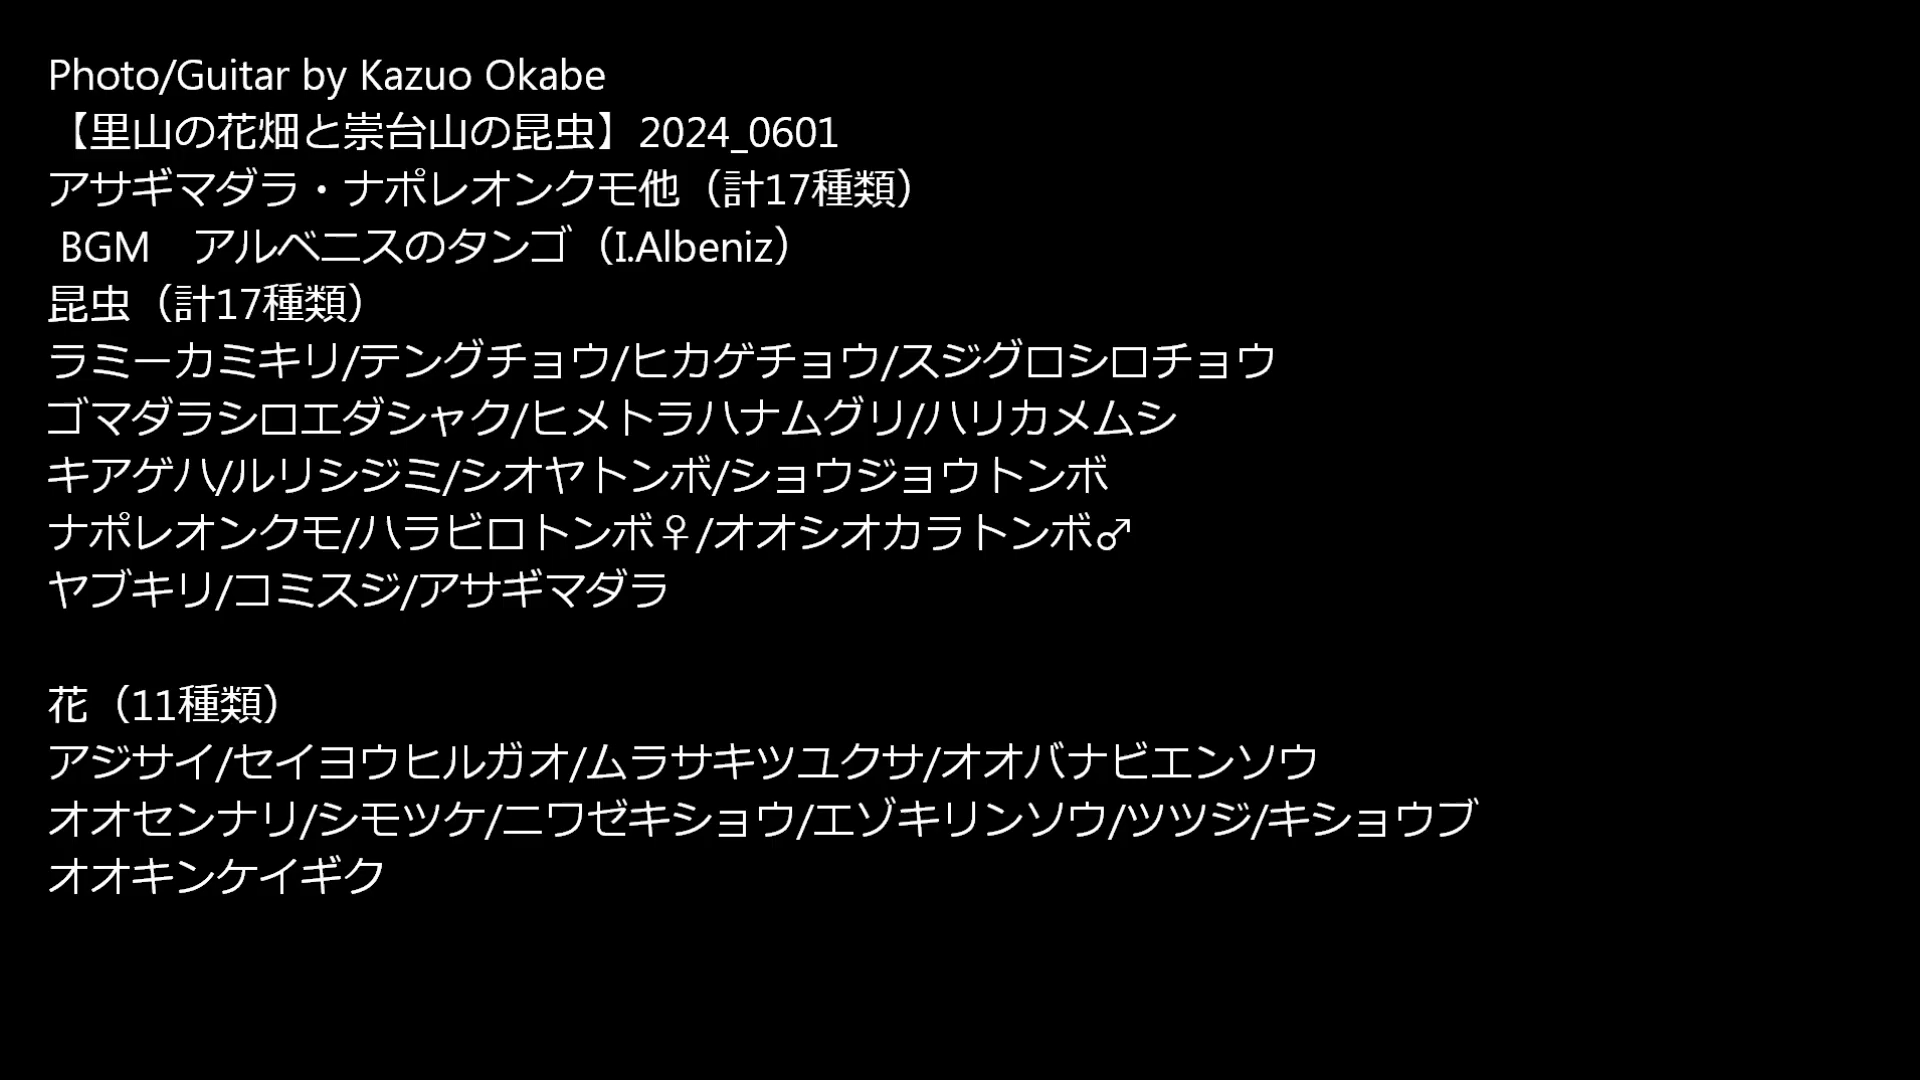 Photo/Guitar by Kazuo Okabe
【里山の花畑と崇台山の昆虫】2024_0601
アサギマダラ・ナポレオンクモ他（計17種類）
BGM　アルベニスのタンゴ（I.Albeniz）
昆虫（計17種類）
ラミーカミキリ/テングチョウ/ヒカゲチョウ/スジグロシロチョウ
ゴマダラシロエダシャク/ヒメトラハナムグリ/ハリカメムシ
キアゲハ/ルリシジミ/シオヤトンボ/ショウジョウトンボ
ナポレオンクモ/ハラビロトンボ♀/オオシオカラトンボ♂
ヤブキリ/コミスジ/アサギマダラ
花（11種類）
アジサイ/セイヨウヒルガオ/ムラサキツユクサ/オオバナビエンソウ
オオセンナリ/シモツケ/ニワゼキショウ/エゾキリンソウ/ツツジ/キショウブ
オオキンケイギク